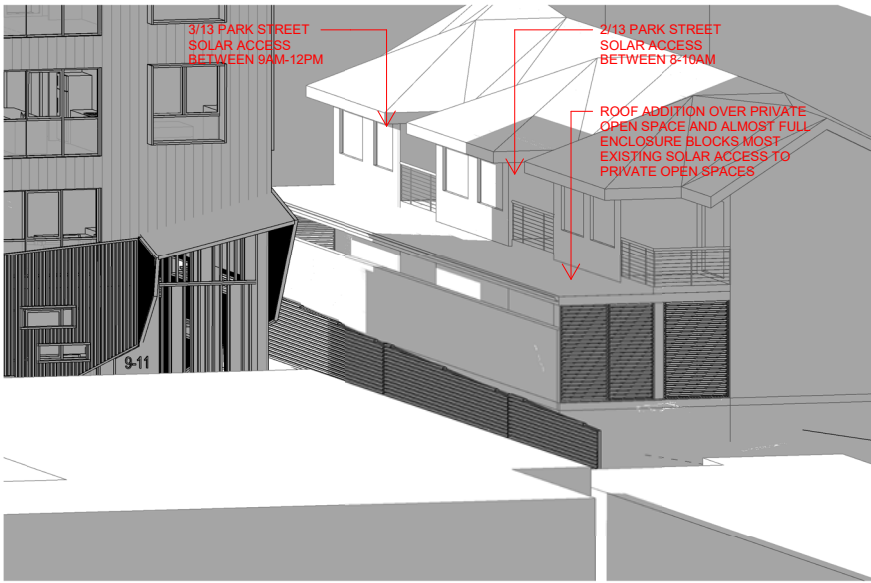 3/13 PARK STREET
SOLAR ACCESS
BETWEEN 9AM-12PM
2/13 PARK STREET
SOLAR ACCESS
BETWEEN 8-10AM
ROOF ADDITION OVER PRIVATE
OPEN SPACE AND ALMOST FULL
ENCLOSURE BLOCKS MOST
EXISTING SOLAR ACCESS TO
PRIVATE OPEN SPACES
9-11